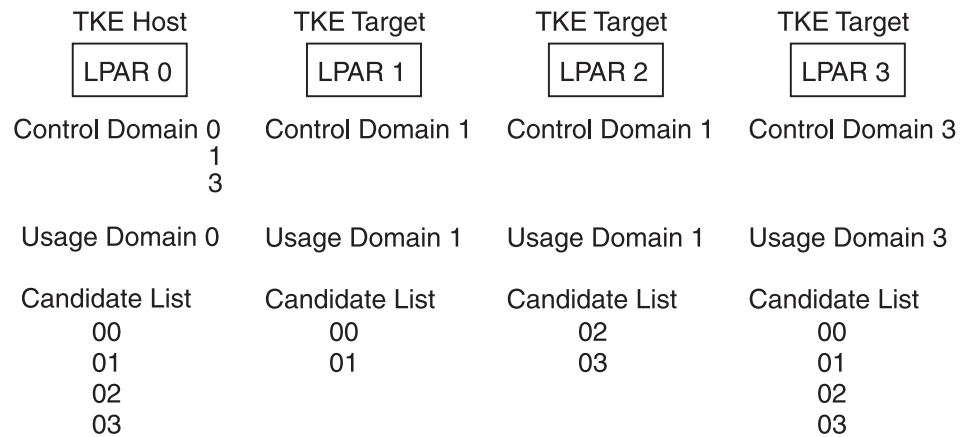 TKE Host TKE Target TKE Target TKE Target
LPAR 0 LPAR 1 LPAR 2 LPAR 3
Control Domain 0 Control Domain 1 Control Domain 1 Control Domain 3
1
3
Usage Domain 0 Usage Domain 1 Usage Domain 1 Usage Domain 3
Candidate List Candidate List Candidate List Candidate List
00 00 02 00
01 01 03 01
02 02
03 03